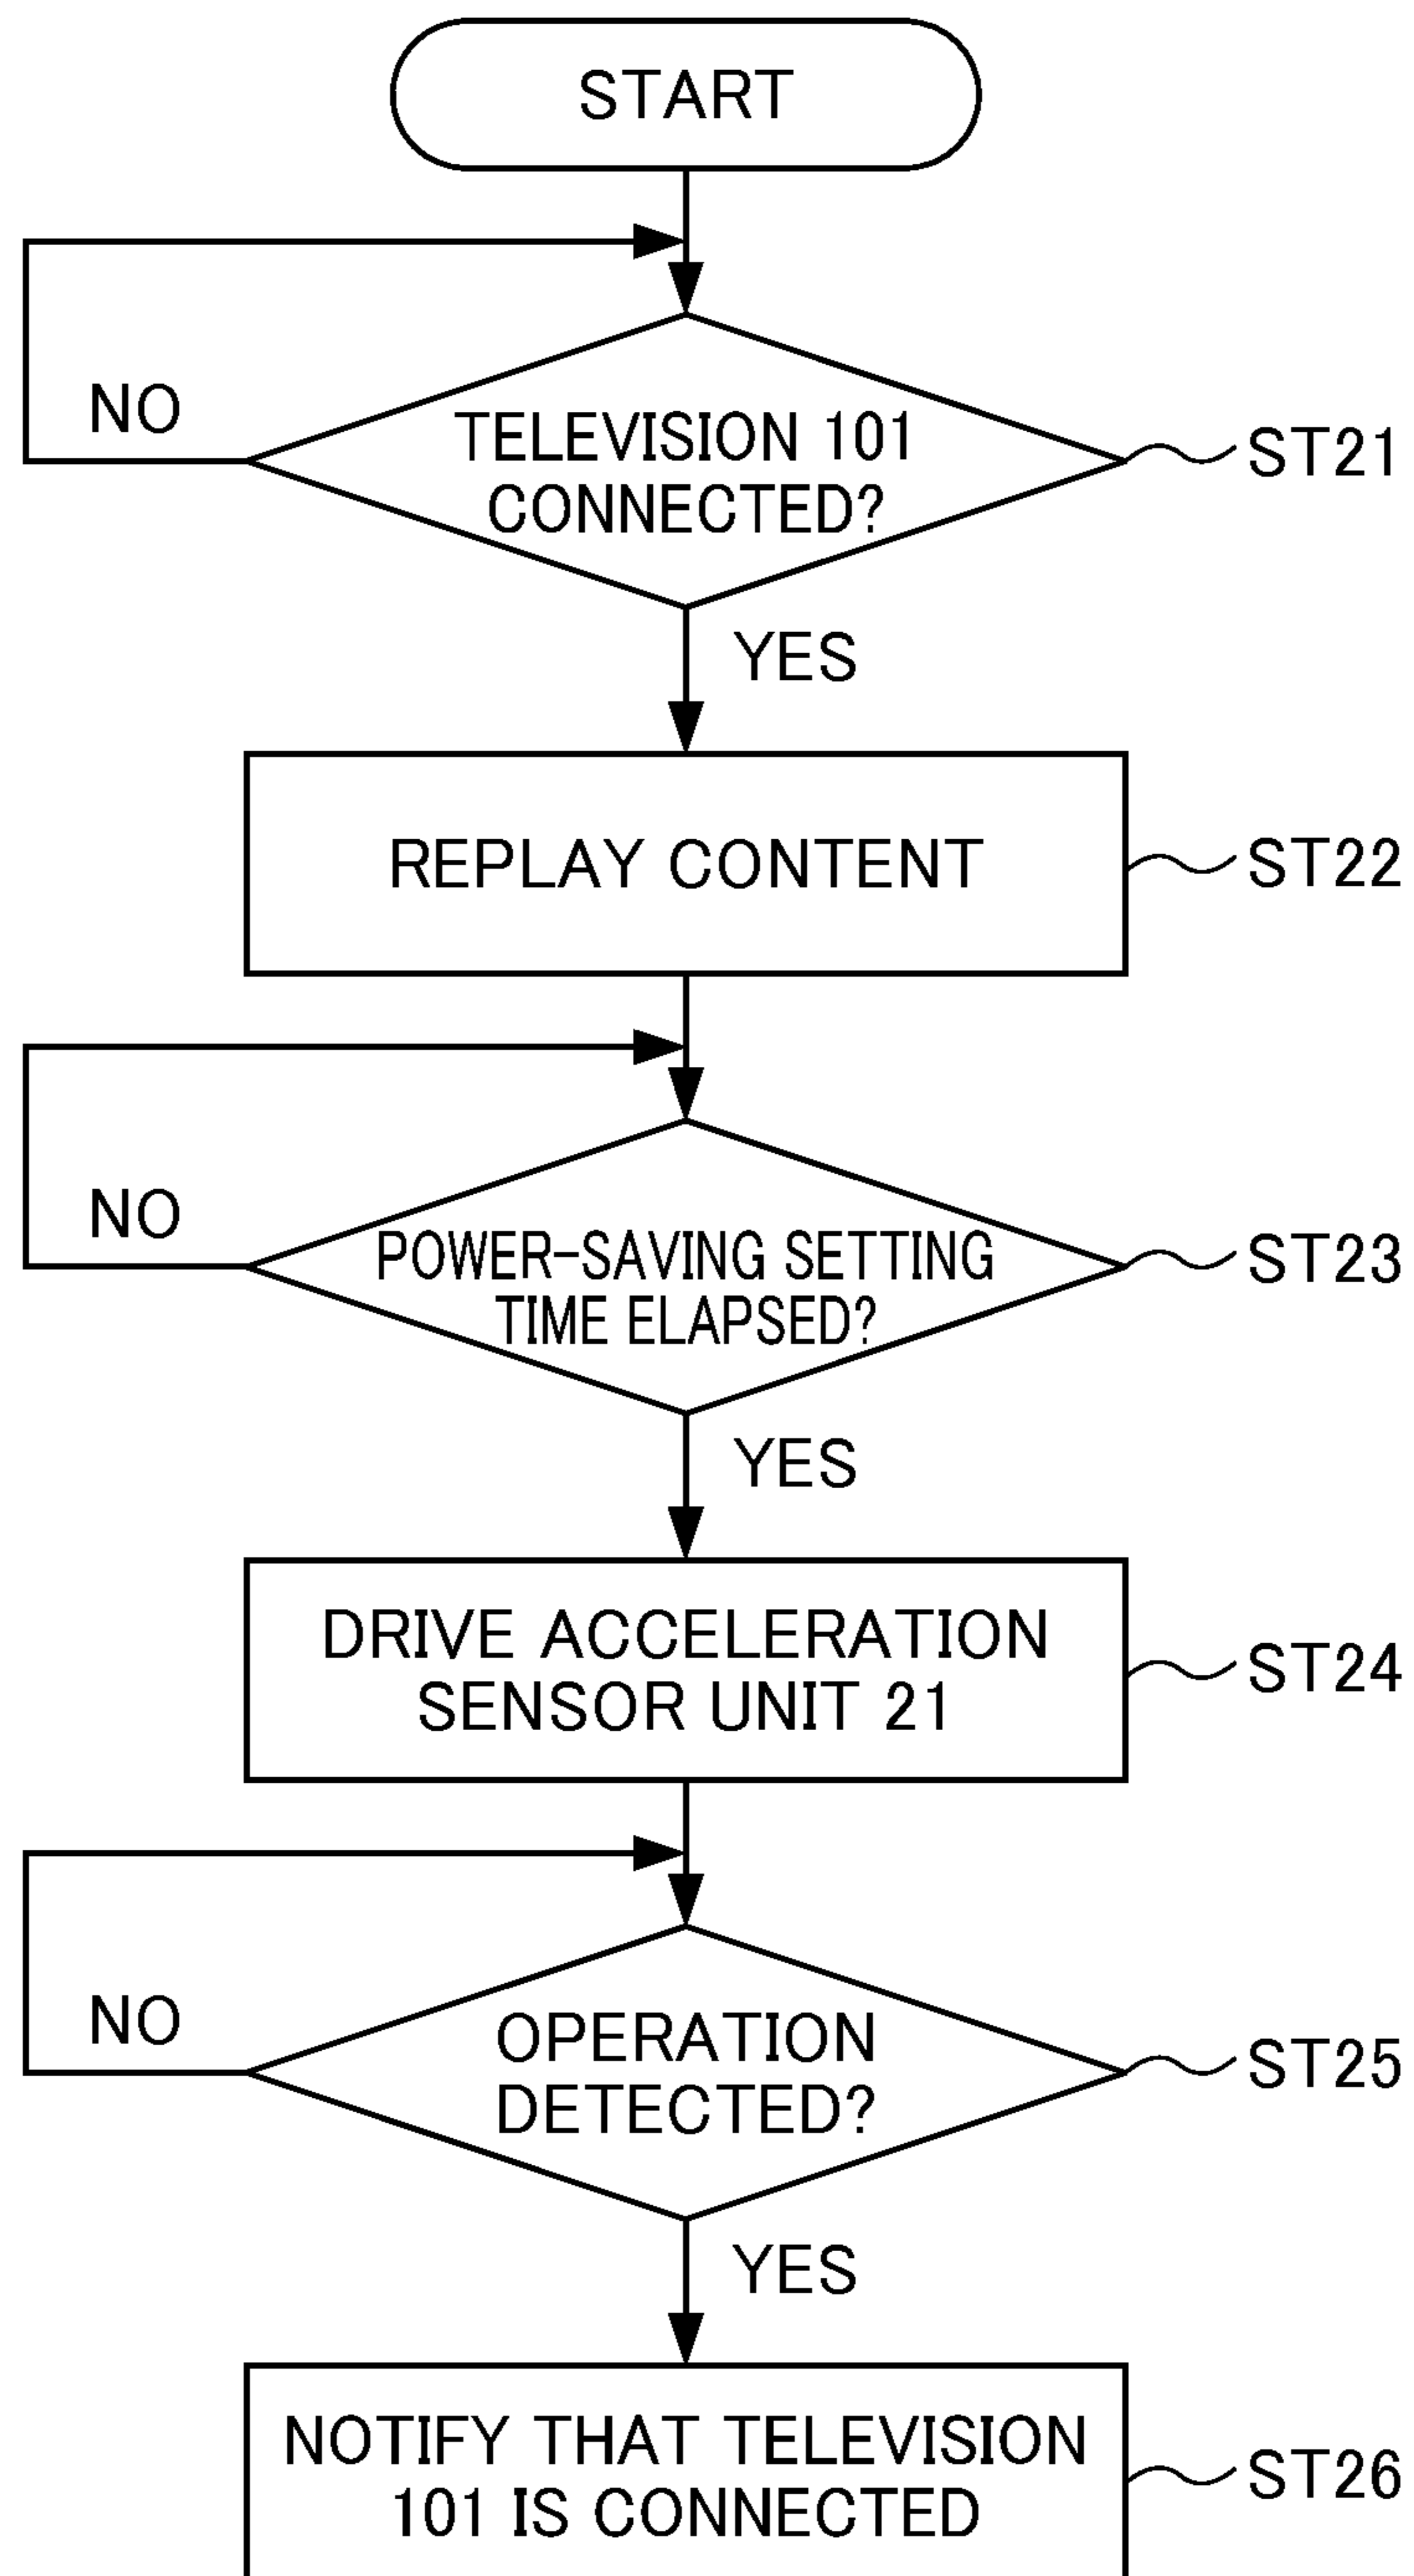 START
NO
TELEVISION 101
CONNECTED?
ST21
YES
REPLAY CONTENT
ST22
NO
POWER-SAVING SETTING
TIME ELAPSED?
ST23
YES
DRIVE ACCELERATION
SENSOR UNIT 21
ST24
NO
OPERATION
DETECTED?
ST25
YES
NOTIFY THAT TELEVISION
101 IS CONNECTED
ST26